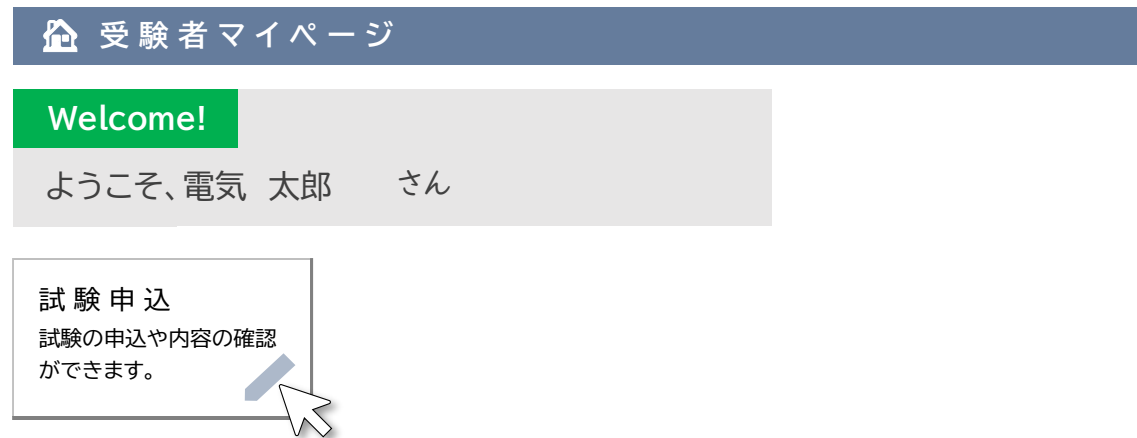 受験者マイページ
Welcome!
ようこそ、電気 太郎 さん
試験申込
試験の申込や内容の確認
ができます。